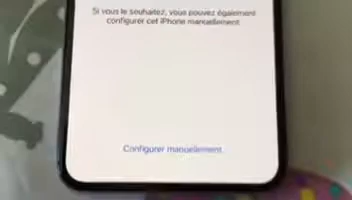 Si vous le souhaitez, vous pouvez également
configurer cet iPhone manuellement
Configurer manuellement